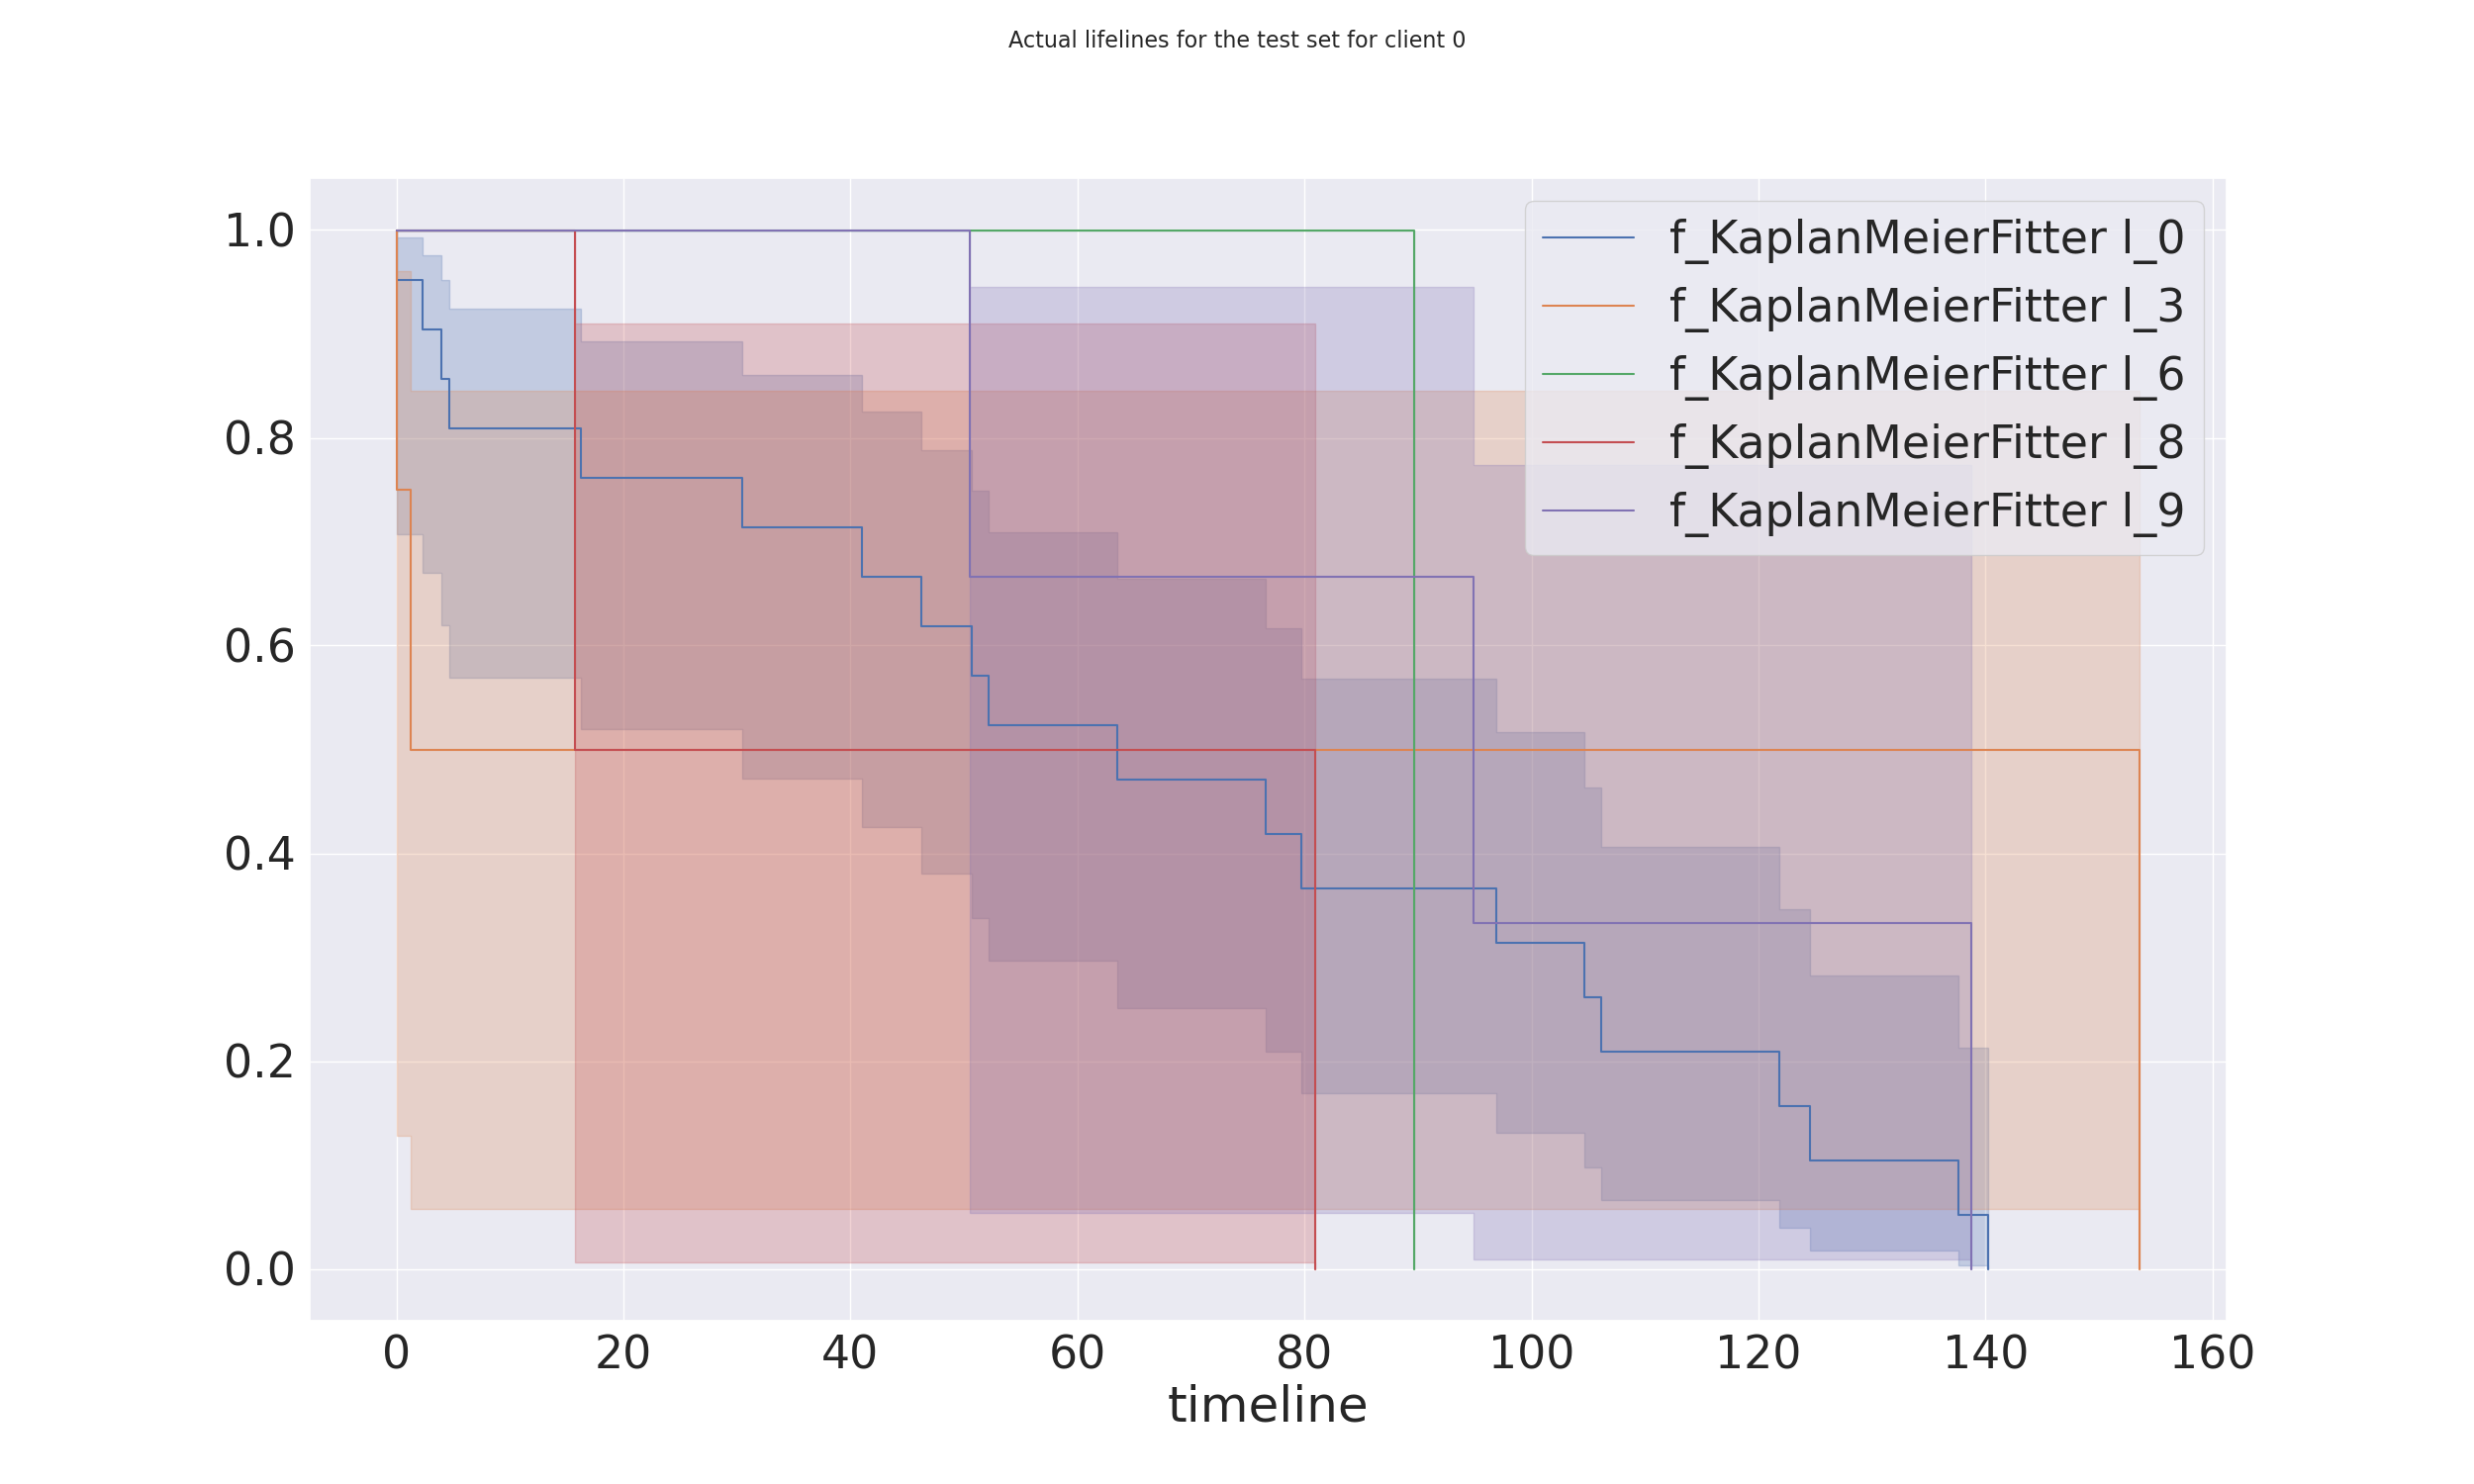 Actual lifelines for the test set for client 0
1.0
0.8
0.6
0.4
0.2
0.0
f_KaplanMeierFitter l_0
f_KaplanMeierFitter l_3
f_KaplanMeierFitter l_6
f_KaplanMeierFitter l_8
f_KaplanMeierFitter l_9
0 20 40 60 80 100 120 140 160
timeline